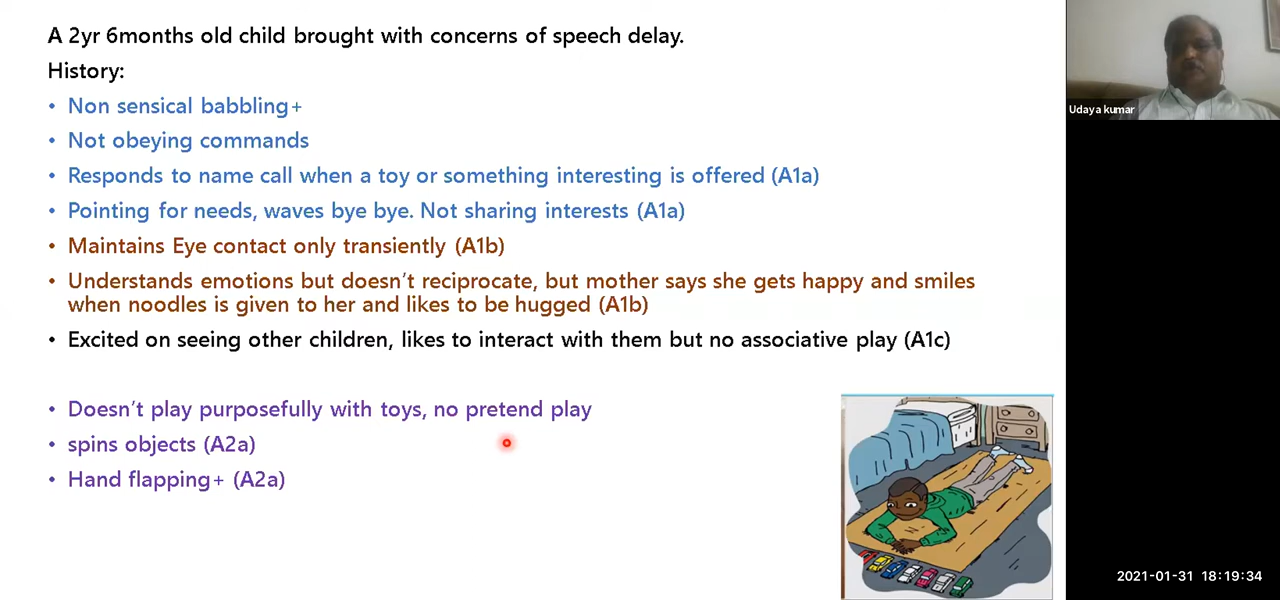 A 2yr 6months old child brought with concerns of speech delay.
History:
• Non sensical babbling+
• Not obeying commands
• Responds to name call when a toy or something interesting is offered (A1a)
• Pointing for needs, waves bye bye. Not sharing interests (A1a)
• Maintains Eye contact only transiently (A1b)
• Understands emotions but doesn't reciprocate, but mother says she gets happy and smiles
when noodles is given to her and likes to be hugged (A1b)
• Excited on seeing other children, likes to interact with them but no associative play (A1c)
• Doesn't play purposefully with toys, no pretend play
• spins objects (A2a)
• Hand flapping+ (A2a)
Udaya kumar
2021-01-31 18:19:34